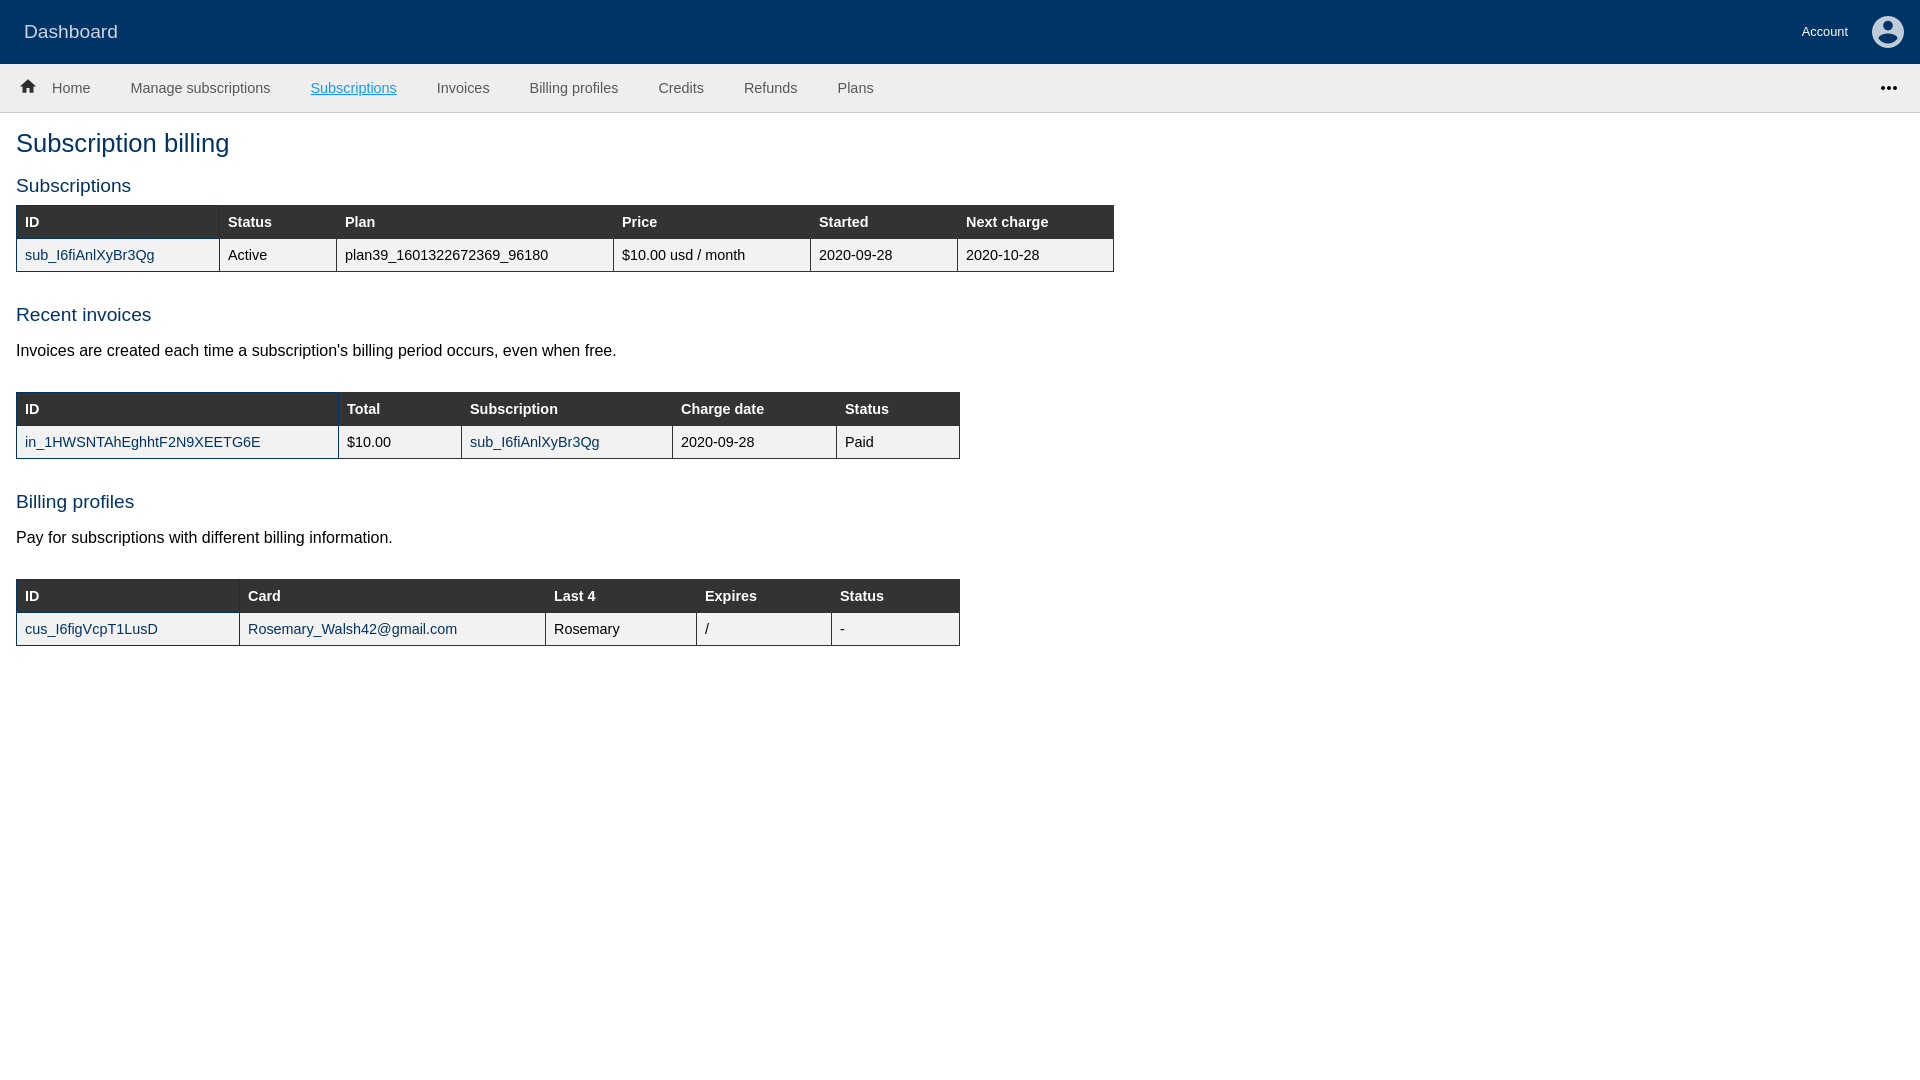 Dashboard
Account
Home Manage subscriptions Subscriptions Invoices Billing profiles Credits Refunds Plans
Subscription billing
Subscriptions
ID Status Plan Price Started Next charge
sub_I6fiAnlXyBr3Qg Active plan39_1601322672369_96180 $10.00 usd / month 2020-09-28 2020-10-28
Recent invoices
Invoices are created each time a subscription's billing period occurs, even when free.
ID Total Subscription Charge date Status
in_1HWSNTAhEghhtF2N9XEETG6E $10.00 sub_I6fiAnlXyBr3Qg 2020-09-28 Paid
Billing profiles
Pay for subscriptions with different billing information.
ID Card Last 4 Expires Status
cus_I6figVcpT1LusD Rosemary_Walsh42@gmail.com Rosemary / -